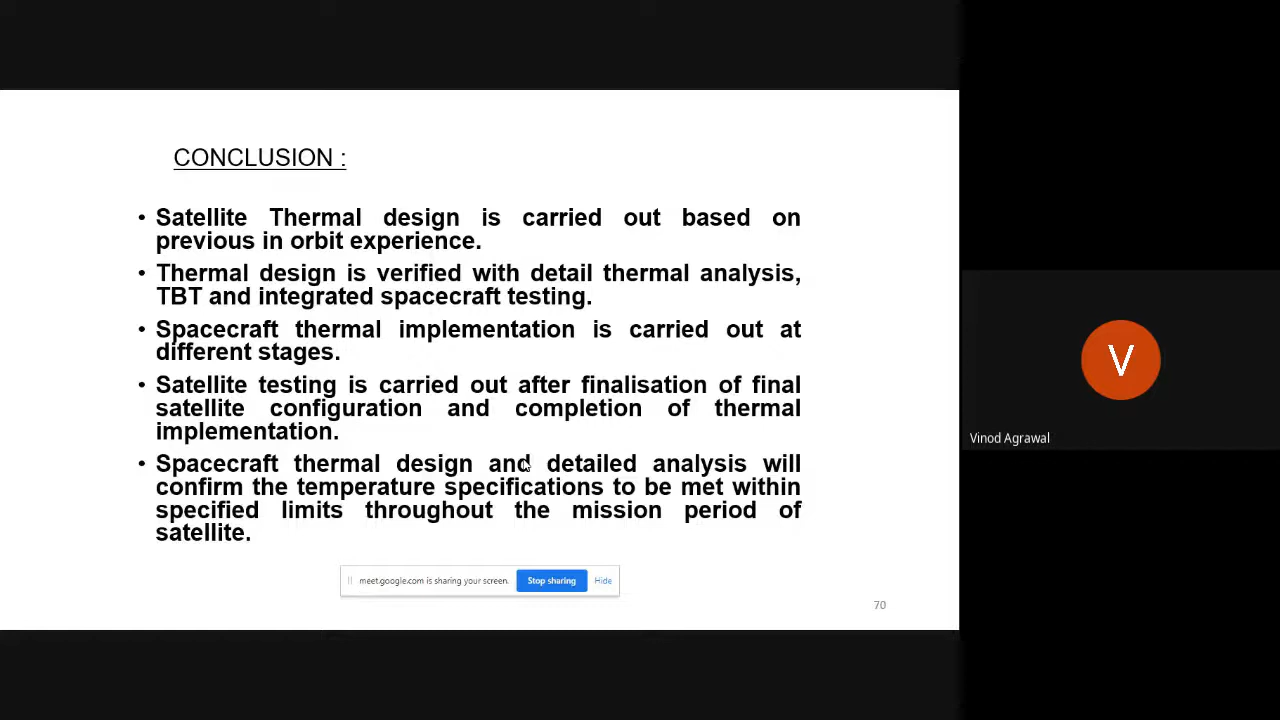 CONCLUSION :
• Satellite Thermal design is carried out based on
previous in orbit experience.
• Thermal design is verified with detail thermal analysis,
TBT and integrated spacecraft testing.
• Spacecraft thermal implementation is carried out at
different stages.
• Satellite testing is carried out after finalisation of final
satellite configuration and completion of thermal
implementation.
• Spacecraft thermal design and detailed analysis will
confirm the temperature specifications to be met within
specified limits throughout the mission period of
satellite.
meet.google.com is sharing your screen. Stop sharing Hide
70
V
Vinod Agrawal